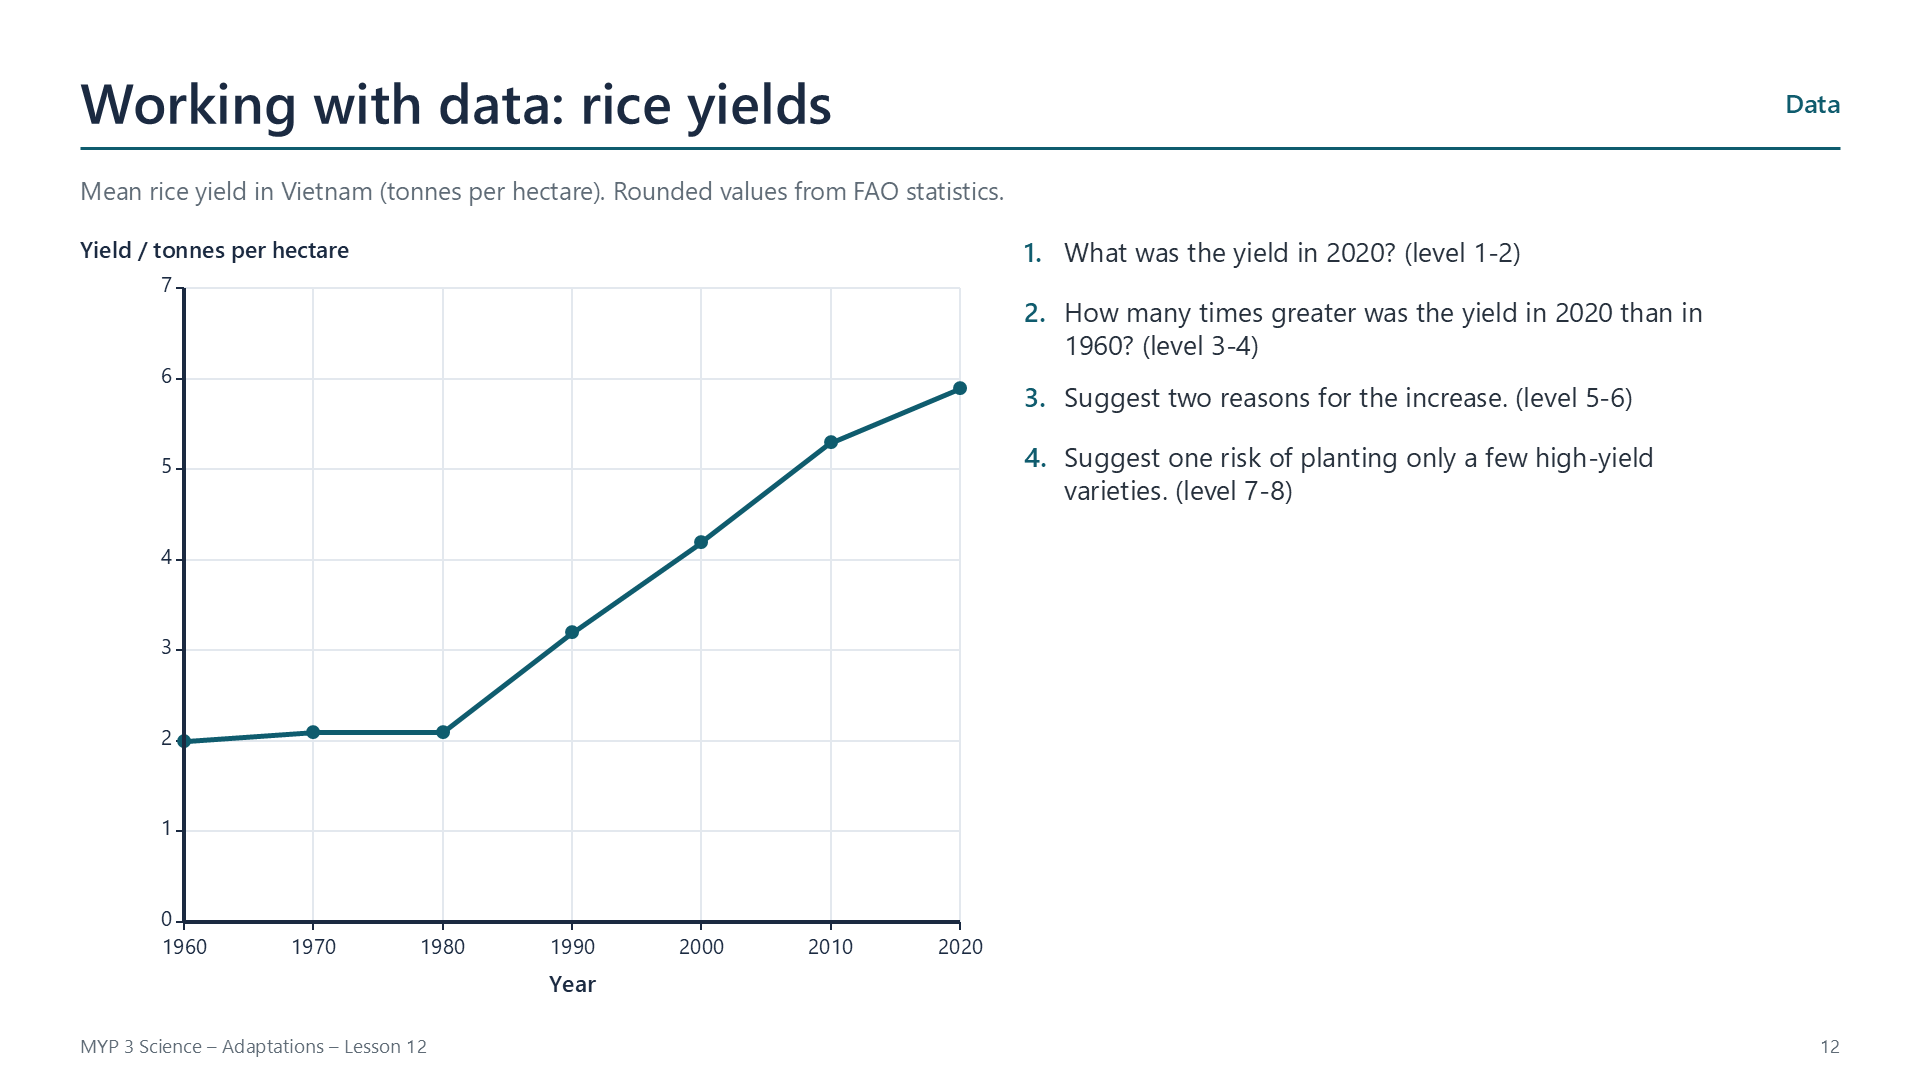 Working with data: rice yields
Data
Mean rice yield in Vietnam (tonnes per hectare). Rounded values from FAO statistics.
Yield / tonnes per hectare
7
6
5
4
3
2
1
0
1960 1970 1980 1990 2000 2010 2020
Year
1. What was the yield in 2020? (level 1-2)
2. How many times greater was the yield in 2020 than in
1960? (level 3-4)
3. Suggest two reasons for the increase. (level 5-6)
4. Suggest one risk of planting only a few high-yield
varieties. (level 7-8)
MYP 3 Science – Adaptations – Lesson 12
12